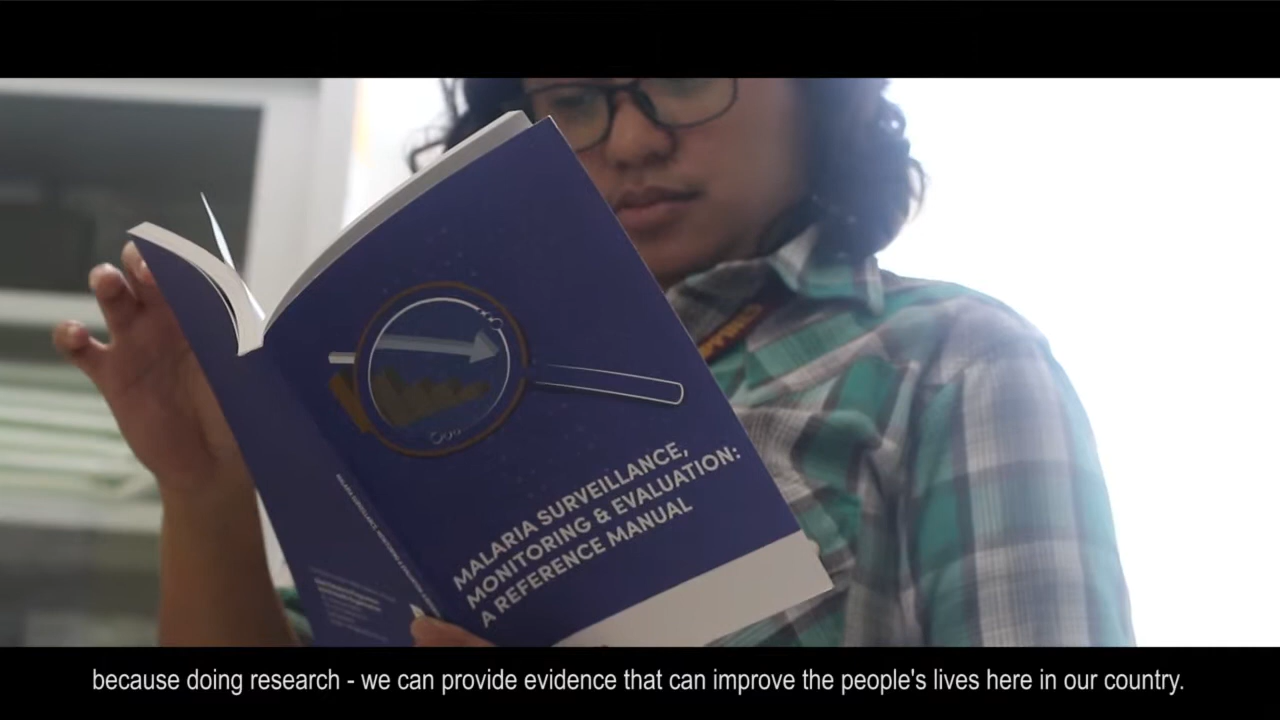 MALARIA SURVEILLANCE,
MONITORING & EVALUATION:
A REFERENCE MANUAL
because doing research - we can provide evidence that can improve the people's lives here in our country.